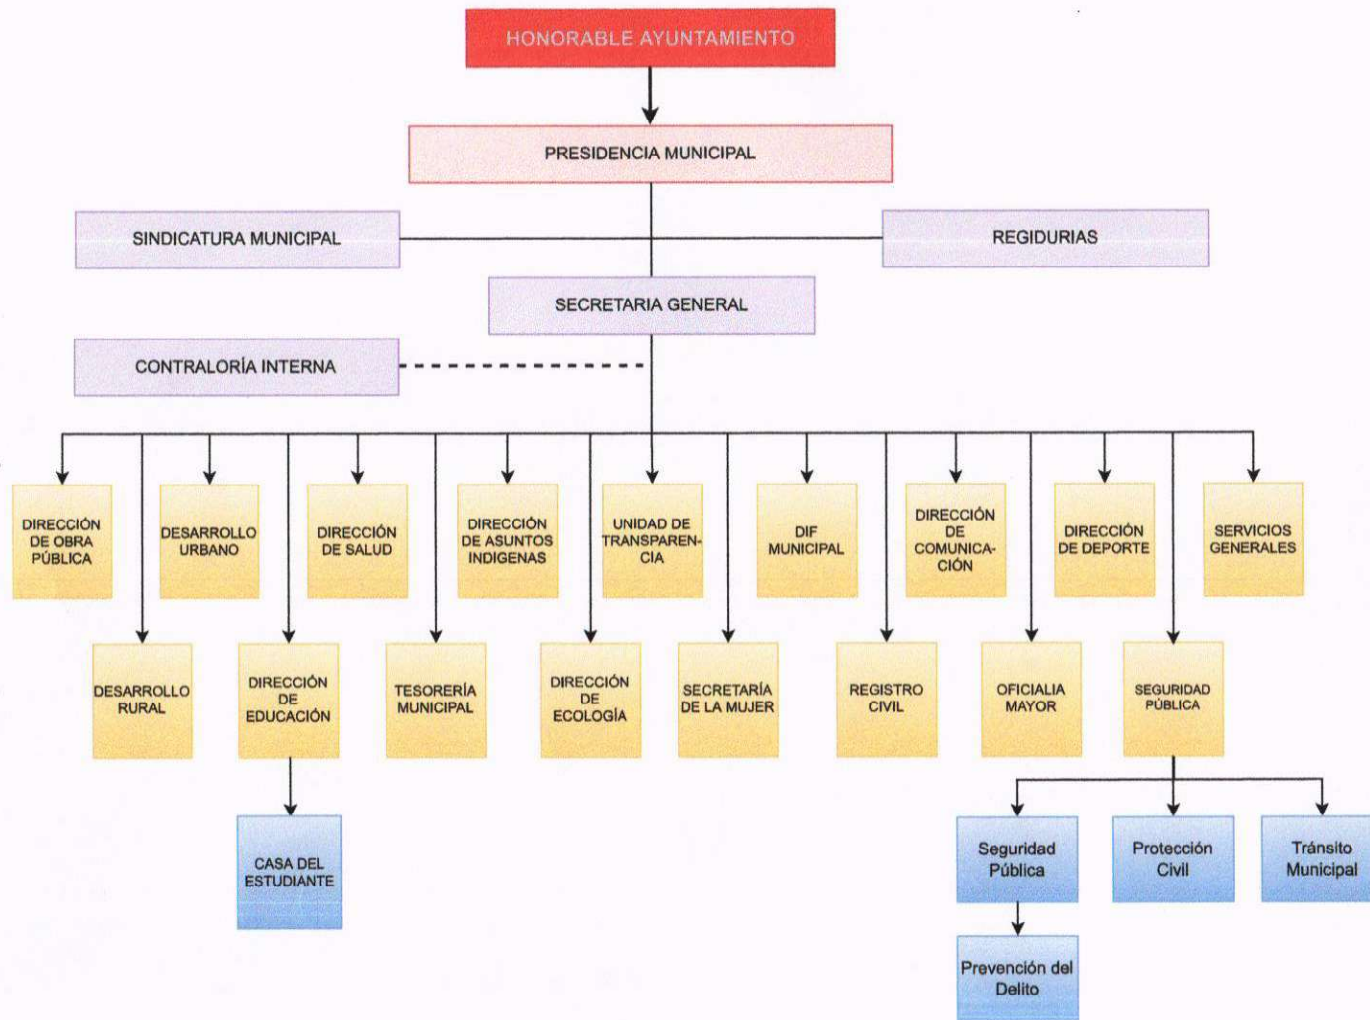 HONORABLE AYUNTAMIENTO
PRESIDENCIA MUNICIPAL
SINDICATURA MUNICIPAL
REGIDURIAS
SECRETARIA GENERAL
CONTRALORÍA INTERNA
DIRECCIÓN
DE OBRA
PÚBLICA
DESARROLLO
URBANO
DIRECCIÓN
DE SALUD
DIRECCIÓN
DE ASUNTOS
INDÍGENAS
UNIDAD DE
TRANSPAREN-
CIA
DIF
MUNICIPAL
DIRECCIÓN
DE
COMUNICA-
CIÓN
DIRECCIÓN
DE DEPORTE
SERVICIOS
GENERALES
DESARROLLO
RURAL
DIRECCIÓN
DE
EDUCACIÓN
TESORERÍA
MUNICIPAL
DIRECCIÓN
DE
ECOLOGÍA
SECRETARÍA
DE LA MUJER
REGISTRO
CIVIL
OFICIALIA
MAYOR
SEGURIDAD
PÚBLICA
CASA DEL
ESTUDIANTE
Seguridad
Pública
Protección
Civil
Tránsito
Municipal
Prevención del
Delito